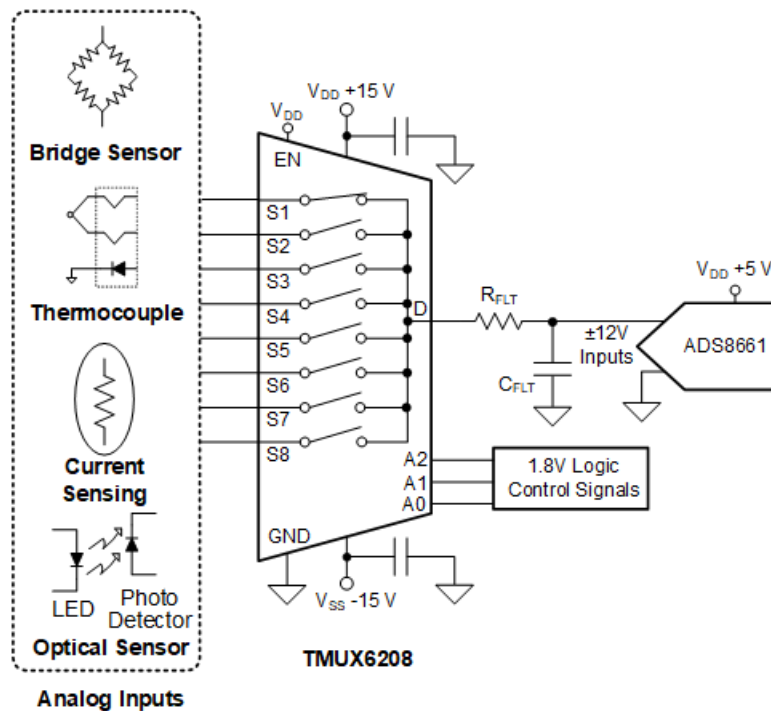 Bridge Sensor
Thermocouple
Current
Sensing
LED
Photo
Detector
Optical Sensor
Analog Inputs
VDD
VDD +15 V
EN
S1
S2
S3
S4
S5
S6
S7
S8
D
A2
A1
A0
GND
VSS -15 V
TMUX6208
RFLT
CFLT
±12V
Inputs
VDD +5 V
ADS8661
1.8V Logic
Control Signals